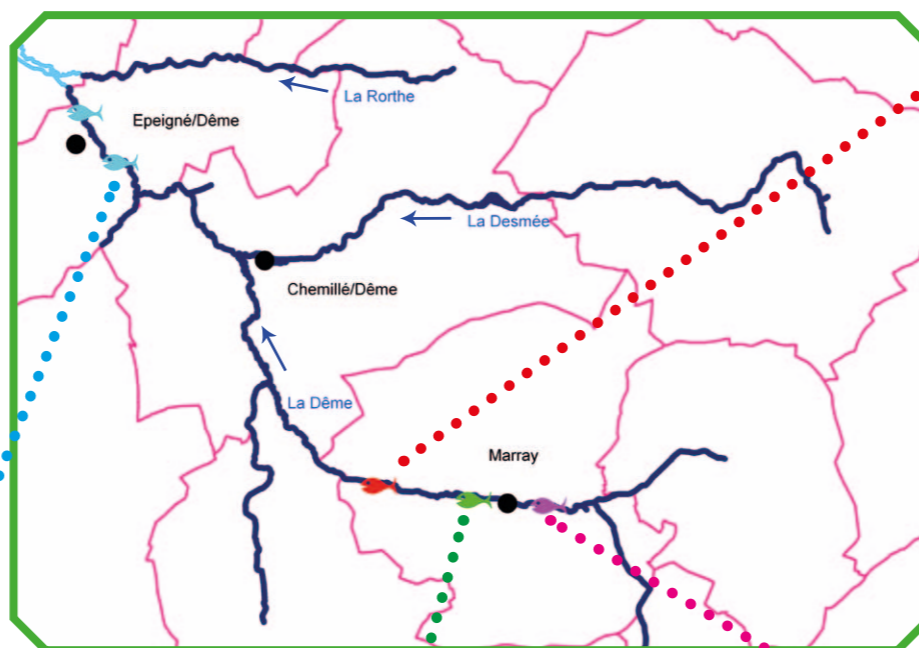 La Rorthe
Epeigné/Dême
La Desmée
Chemillé/Dême
La Dême
Marray